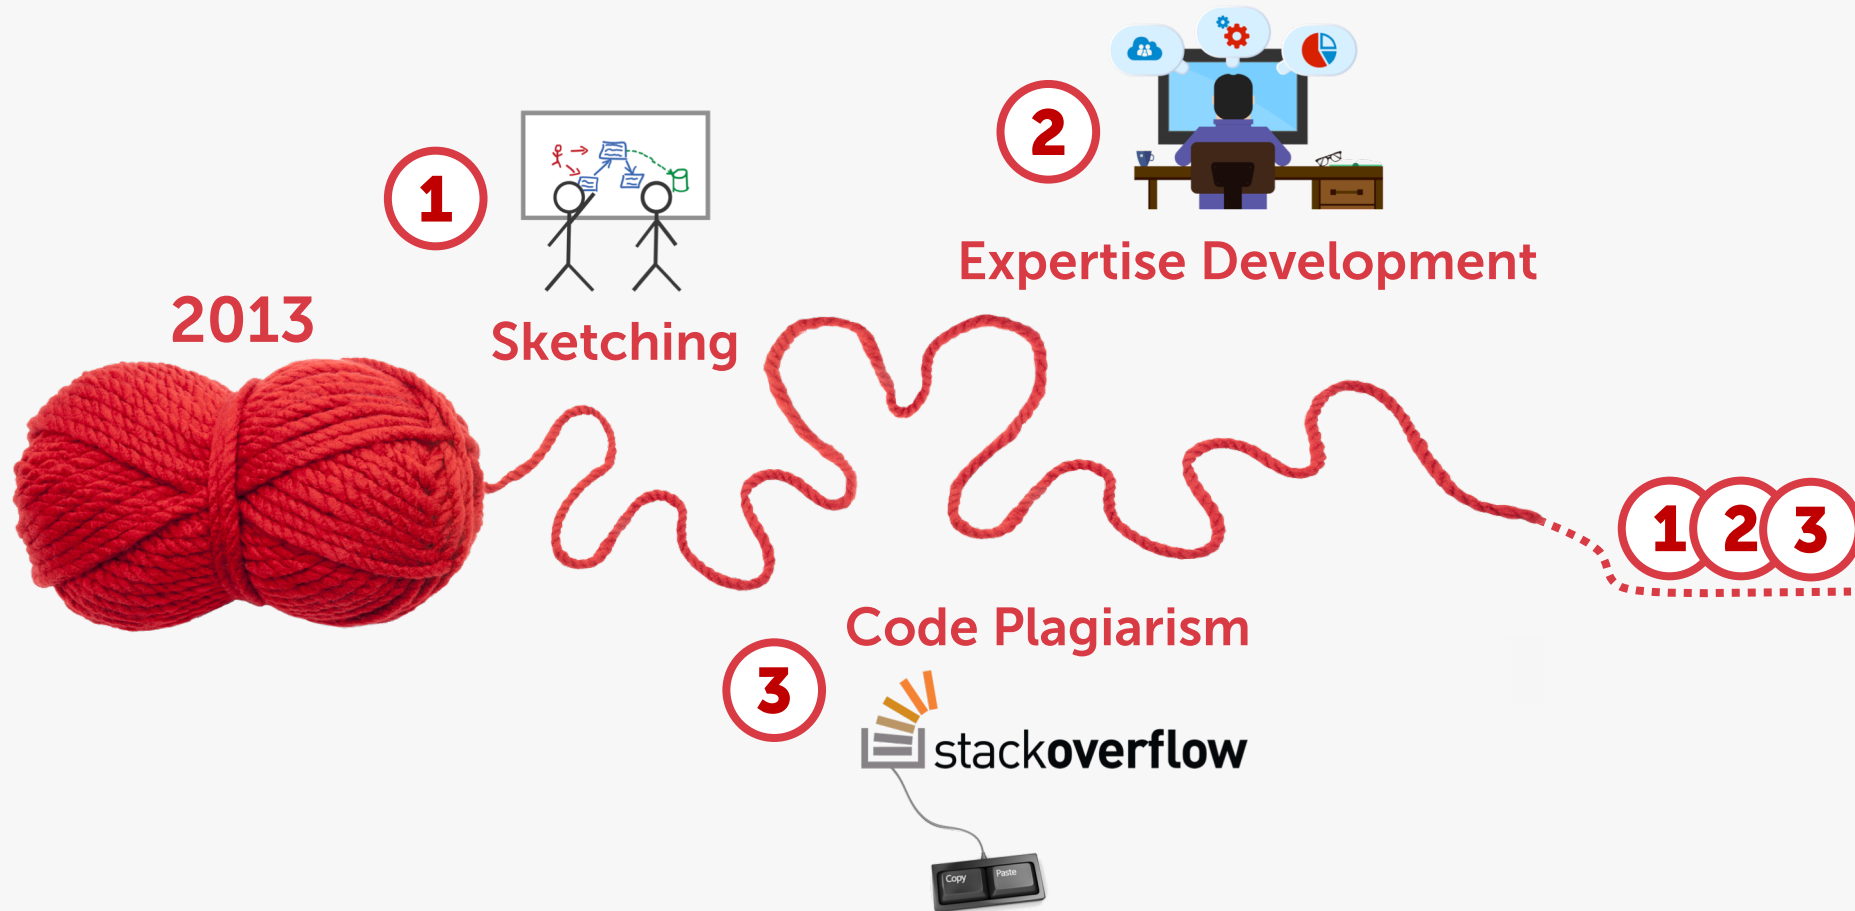 2
1
Expertise Development
2013
Sketching
1 2 3
Code Plagiarism
3
stackoverflow
Copy Paste